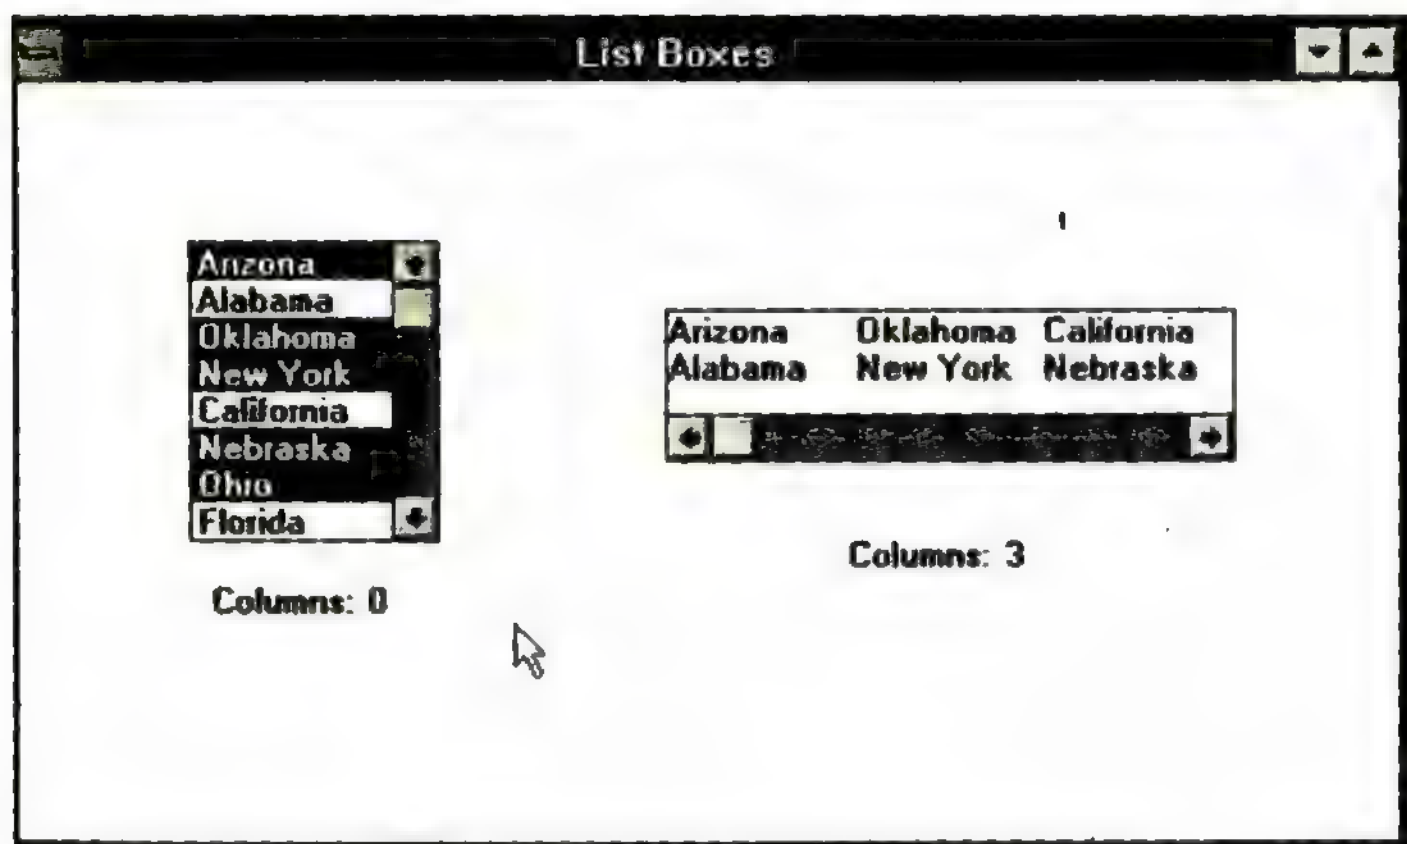 List Boxes
Arizona
Alabama
Oklahoma
New York
California
Nebraska
Ohio
Florida
Columns: 0
Arizona Oklahoma California
Alabama New York Nebraska
Columns: 3